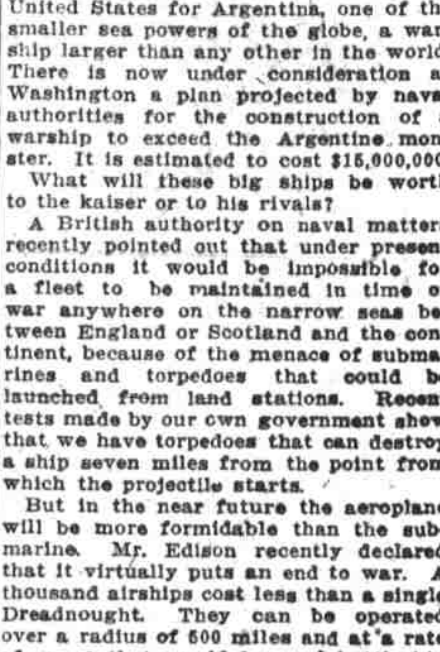 United States for Argentina, one of th
smaller sea powers of the globe, a war
ship larger than any other in the world
There is now under consideration a
Washington a plan projected by nava
authorities for the construction of
warship to exceed the Argentine mon
ster. It is estimated to cost $15,000,000
What will these big ships be wort
to the kaiser or to his rivals?
A British authority on naval matter
recently pointed out that under presen
conditions it would be impossible fo
a fleet to be maintained in time o
war anywhere on the narrow seas be
tween England or Scotland and the con
tinent, because of the menace of subma
rines and torpedoes that could b
launched from land stations. Recen
tests made by our own government show
that we have torpedoes that can destroy
a ship seven miles from the point from
which the projectile starts.
But in the near future the aeroplane
will be more formidable than the sub
marine. Mr. Edison recently declared
that it virtually puts an end to war. A
thousand airships cost less than a single
Dreadnought. They can be operated
over a radius of 500 miles and at a rate